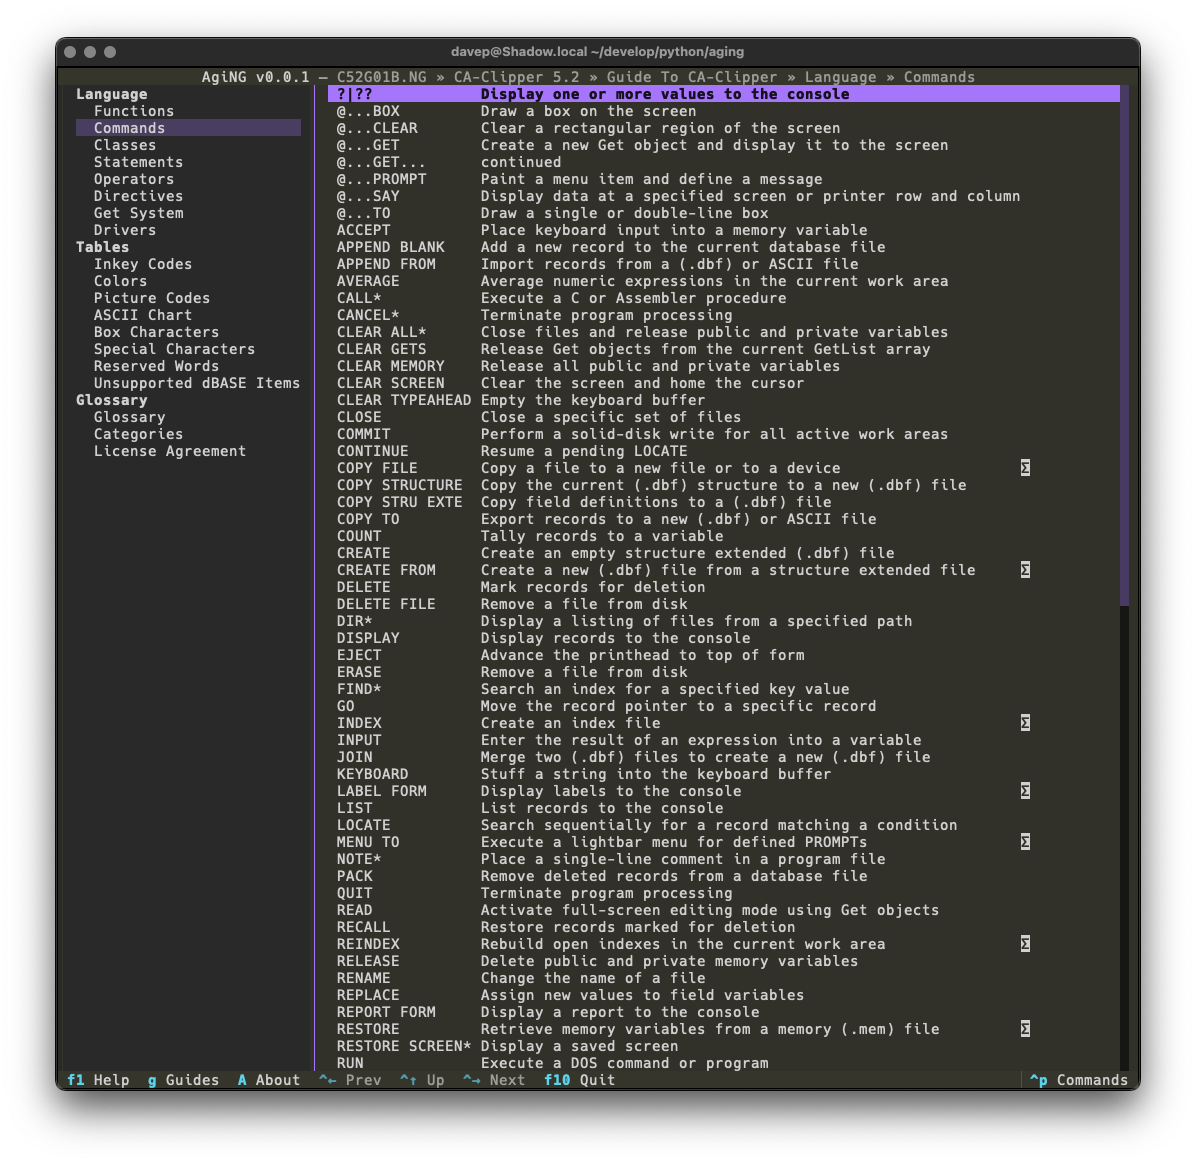 davep@Shadow.local ~/develop/python/aging
AgiNG v0.0.1 — C52G01B.NG » CA-Clipper 5.2 » Guide To CA-Clipper » Language » Commands
Language
Functions
Commands
Classes
Statements
Operators
Directives
Get System
Drivers
Tables
Inkey Codes
Colors
Picture Codes
ASCII Chart
Box Characters
Special Characters
Reserved Words
Unsupported dBASE Items
Glossary
Glossary
Categories
License Agreement
?|?? Display one or more values to the console
@...BOX Draw a box on the screen
@...CLEAR Clear a rectangular region of the screen
@...GET Create a new Get object and display it to the screen
@...GET... continued
@...PROMPT Paint a menu item and define a message
@...SAY Display data at a specified screen or printer row and column
@...TO Draw a single or double-line box
ACCEPT Place keyboard input into a memory variable
APPEND BLANK Add a new record to the current database file
APPEND FROM Import records from a (.dbf) or ASCII file
AVERAGE Average numeric expressions in the current work area
CALL* Execute a C or Assembler procedure
CANCEL* Terminate program processing
CLEAR ALL* Close files and release public and private variables
CLEAR GETS Release Get objects from the current GetList array
CLEAR MEMORY Release all public and private variables
CLEAR SCREEN Clear the screen and home the cursor
CLEAR TYPEAHEAD Empty the keyboard buffer
CLOSE Close a specific set of files
COMMIT Perform a solid-disk write for all active work areas
CONTINUE Resume a pending LOCATE
COPY FILE Copy a file to a new file or to a device Σ
COPY STRUCTURE Copy the current (.dbf) structure to a new (.dbf) file
COPY STRU EXTE Copy field definitions to a (.dbf) file
COPY TO Export records to a new (.dbf) or ASCII file
COUNT Tally records to a variable
CREATE Create an empty structure extended (.dbf) file
CREATE FROM Create a new (.dbf) file from a structure extended file Σ
DELETE Mark records for deletion
DELETE FILE Remove a file from disk
DIR* Display a listing of files from a specified path
DISPLAY Display records to the console
EJECT Advance the printhead to top of form
ERASE Remove a file from disk
FIND* Search an index for a specified key value
GO Move the record pointer to a specific record
INDEX Create an index file Σ
INPUT Enter the result of an expression into a variable
JOIN Merge two (.dbf) files to create a new (.dbf) file
KEYBOARD Stuff a string into the keyboard buffer
LABEL FORM Display labels to the console Σ
LIST List records to the console
LOCATE Search sequentially for a record matching a condition
MENU TO Execute a lightbar menu for defined PROMPTs Σ
NOTE* Place a single-line comment in a program file
PACK Remove deleted records from a database file
QUIT Terminate program processing
READ Activate full-screen editing mode using Get objects
RECALL Restore records marked for deletion
REINDEX Rebuild open indexes in the current work area Σ
RELEASE Delete public and private memory variables
RENAME Change the name of a file
REPLACE Assign new values to field variables
REPORT FORM Display a report to the console
RESTORE Retrieve memory variables from a memory (.mem) file Σ
RESTORE SCREEN* Display a saved screen
RUN Execute a DOS command or program
f1 Help g Guides A About ^← Prev ^↑ Up ^→ Next f10 Quit ^p Commands